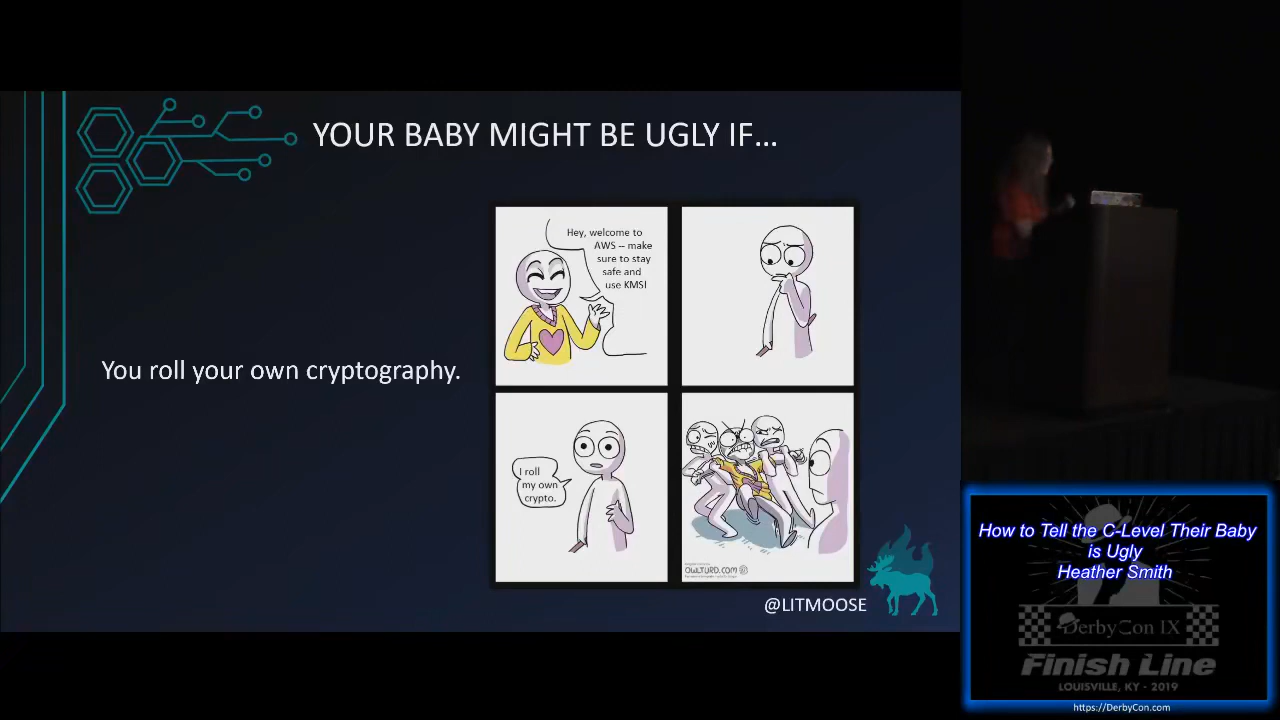 YOUR BABY MIGHT BE UGLY IF...
You roll your own cryptography.
Hey, welcome to
AWS -- make
sure to stay
safe and
use KMS!
I roll
my own
crypto.
OWLTURD.COM
@LITMOOSE
How to Tell the C-Level Their Baby
is Ugly
Heather Smith
DerbyCon IX
Finish Line
LOUISVILLE, KY - 2019
https://DerbyCon.com